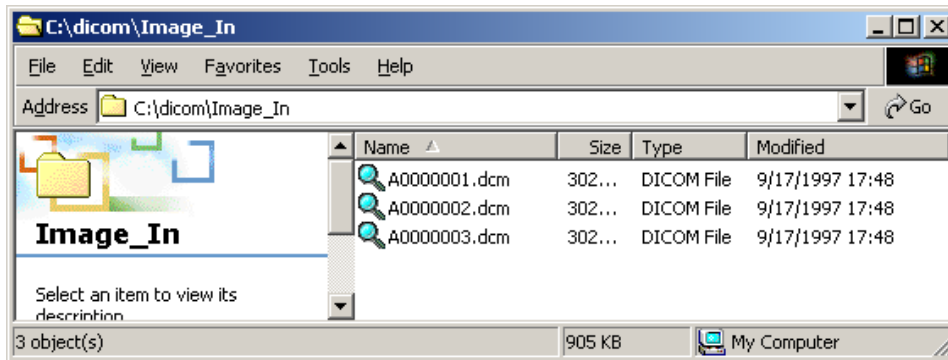 C:\dicom\Image_In
File Edit View Favorites Tools Help
Address C:\dicom\Image_In Go
Name Size Type Modified
A0000001.dcm 302... DICOM File 9/17/1997 17:48
A0000002.dcm 302... DICOM File 9/17/1997 17:48
A0000003.dcm 302... DICOM File 9/17/1997 17:48
Image_In
Select an item to view its
description
3 object(s) 905 KB My Computer